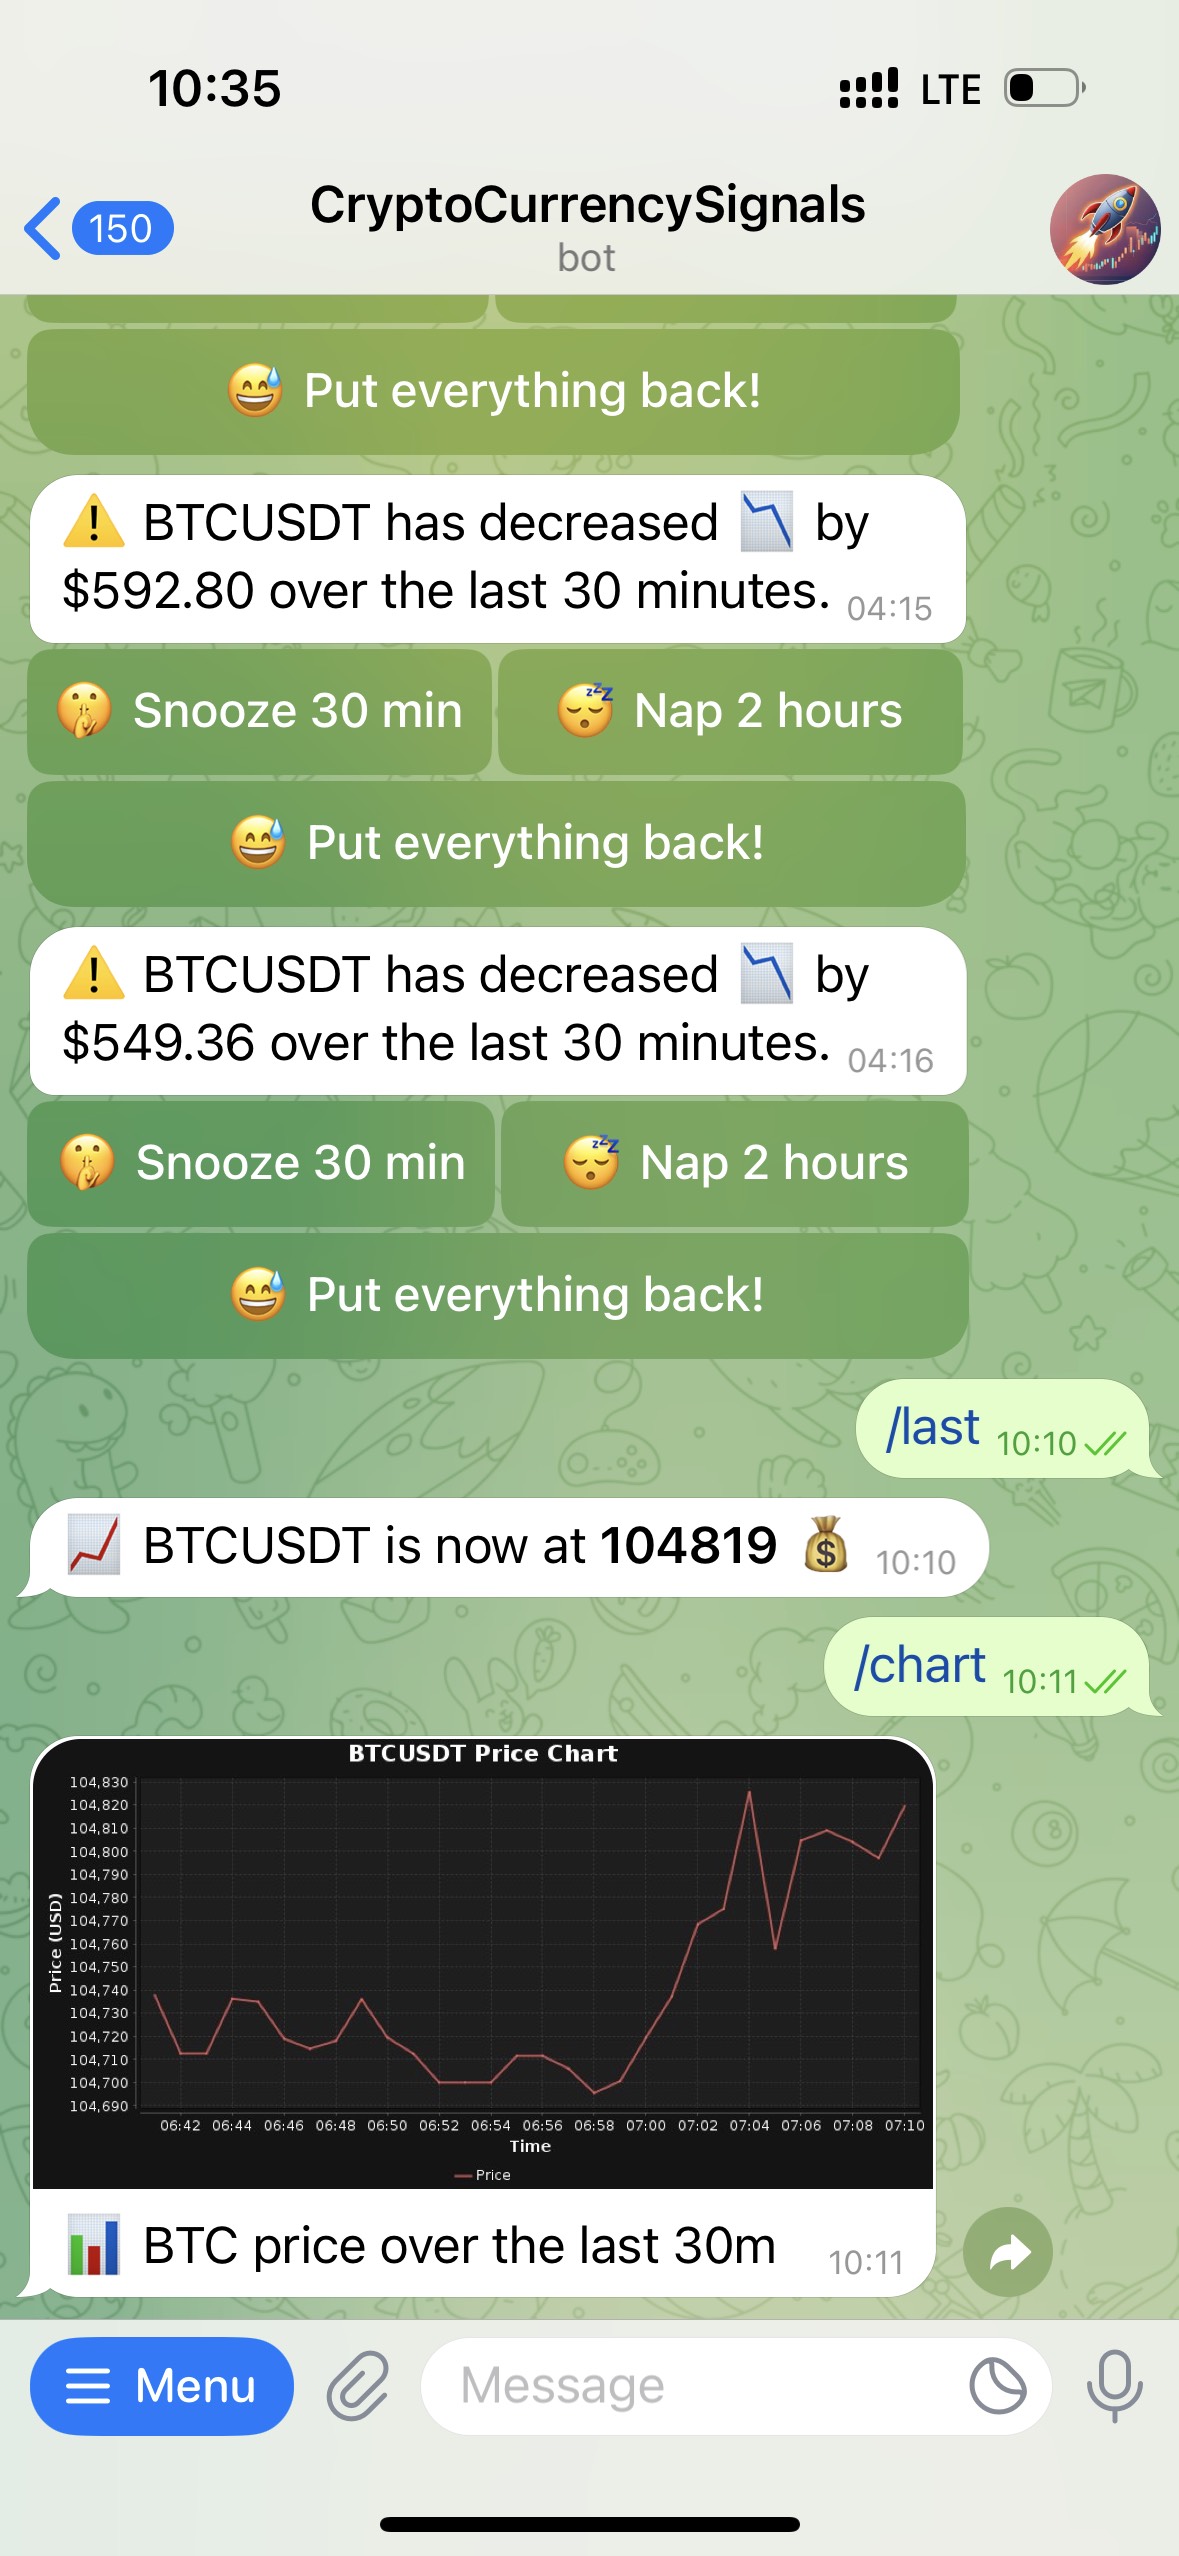 10:35
LTE
150
CryptoCurrencySignals
bot
😅 Put everything back!
⚠️ BTCUSDT has decreased 📉 by
$592.80 over the last 30 minutes. 04:15
🤫 Snooze 30 min 😴 Nap 2 hours
😅 Put everything back!
⚠️ BTCUSDT has decreased 📉 by
$549.36 over the last 30 minutes. 04:16
🤫 Snooze 30 min 😴 Nap 2 hours
😅 Put everything back!
/last 10:10
📈 BTCUSDT is now at 104819 💰 10:10
/chart 10:11
BTCUSDT Price Chart
Price (USD)
104,830
104,820
104,810
104,800
104,790
104,780
104,770
104,760
104,750
104,740
104,730
104,720
104,710
104,700
104,690
06:42 06:44 06:46 06:48 06:50 06:52 06:54 06:56 06:58 07:00 07:02 07:04 07:06 07:08 07:10
Time
Price
📊 BTC price over the last 30m 10:11
Menu
Message